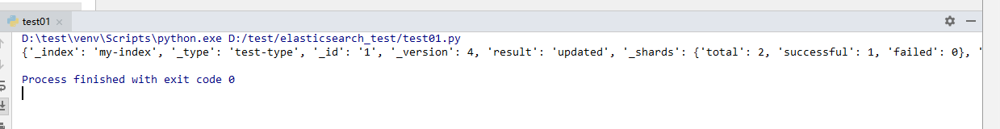 test01
D:\test\venv\Scripts\python.exe D:/test/elasticsearch_test/test01.py
{'_index': 'my-index', '_type': 'test-type', '_id': '1', '_version': 4, 'result': 'updated', '_shards': {'total': 2, 'successful': 1, 'failed': 0}, '
Process finished with exit code 0